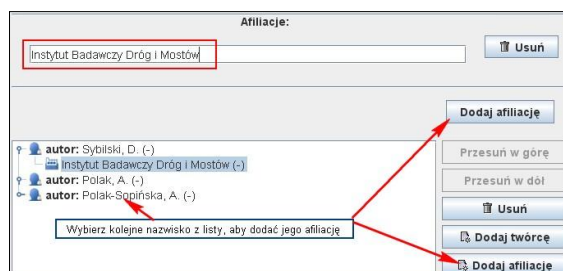 Afiliacje:
Instytut Badawczy Dróg i Mostów
Usuń
Dodaj afiliację
autor: Sybilski, D. (-)
Instytut Badawczy Dróg i Mostów (-)
autor: Polak, A. (-)
autor: Polak-Sopińska, A. (-)
Wybierz kolejne nazwisko z listy, aby dodać jego afiliację
Przesuń w górę
Przesuń w dół
Usuń
Dodaj twórcę
Dodaj afiliację